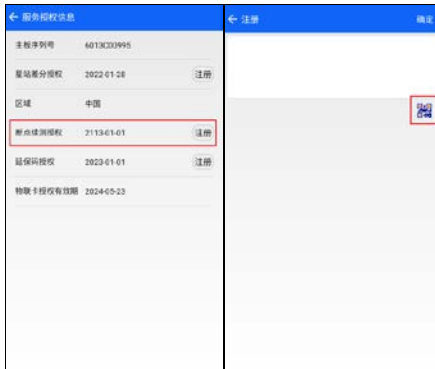 ← 服务授权信息
主板序列号
星站差分授权 2022-01-28 注册
区域 中国
断点续测授权 2113-01-01 注册
延保码授权 2023-01-01 注册
物联卡授权有效期 2024-05-23
← 注册 确定